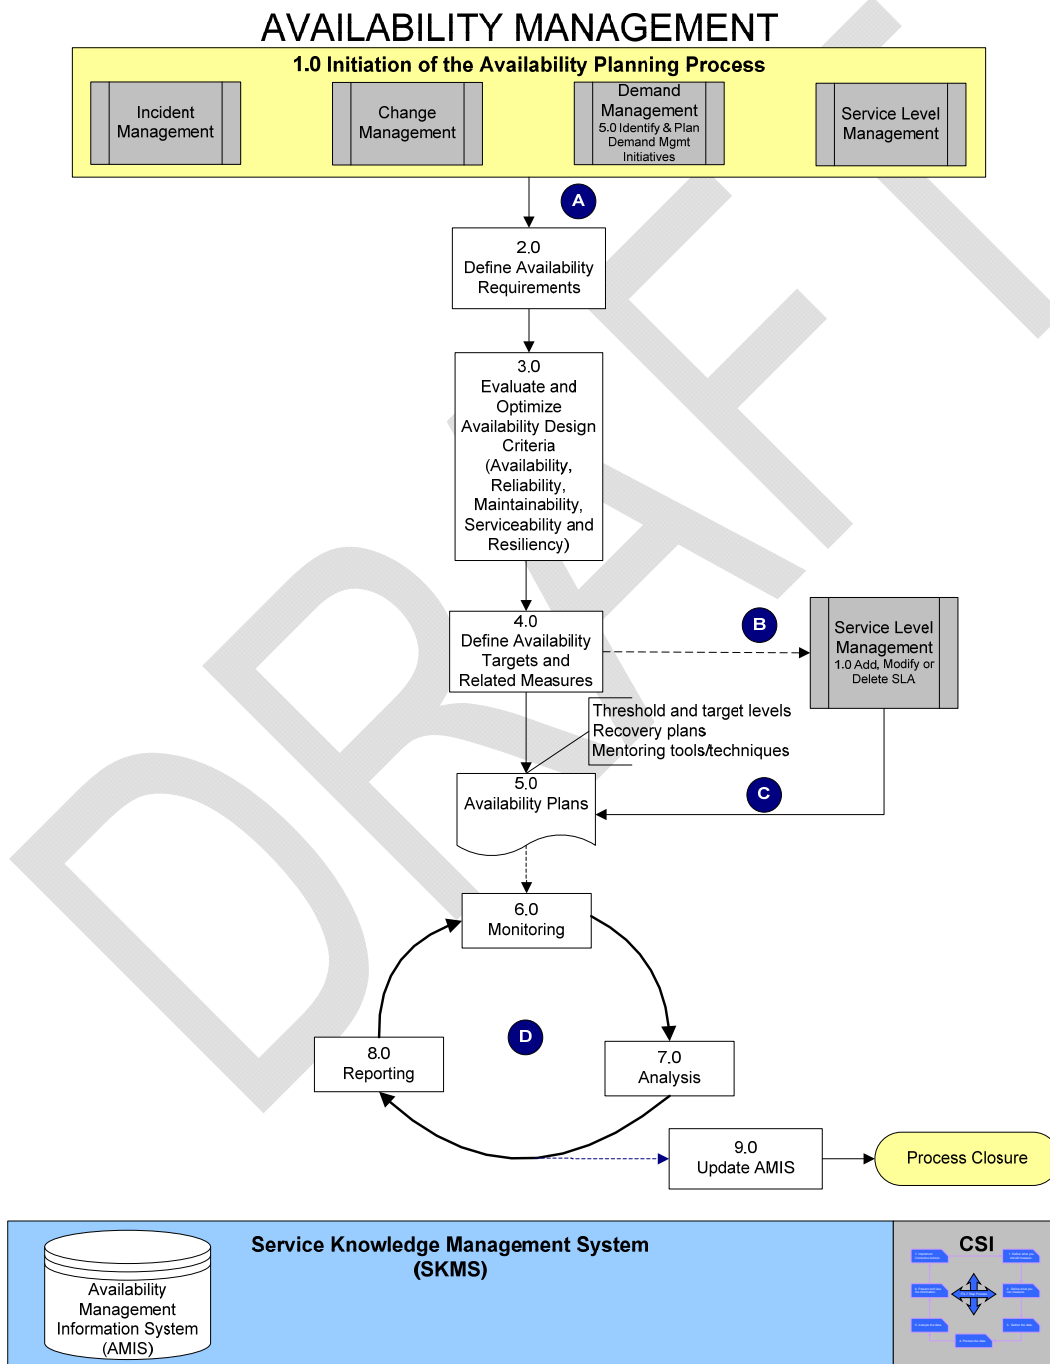 AVAILABILITY MANAGEMENT
1.0 Initiation of the Availability Planning Process
Incident
Management
Change
Management
Demand
Management
5.0 Identify & Plan
Demand Mgmt
Initiatives
Service Level
Management
A
2.0
Define Availability
Requirements
3.0
Evaluate and
Optimize
Availability Design
Criteria
(Availability,
Reliability,
Maintainability,
Serviceability and
Resiliency)
4.0
Define Availability
Targets and
Related Measures
B
Service Level
Management
1.0 Add, Modify or
Delete SLA
Threshold and target levels
Recovery plans
Mentoring tools/techniques
5.0
Availability Plans
C
6.0
Monitoring
D
8.0
Reporting
7.0
Analysis
9.0
Update AMIS
Process Closure
Service Knowledge Management System
(SKMS)
Availability
Management
Information System
(AMIS)
CSI
DRAFT